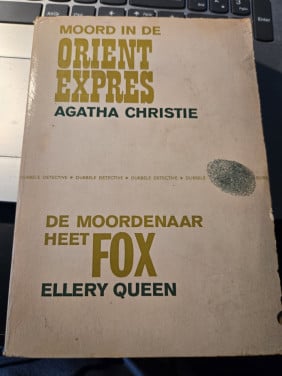 MOORD IN DE
ORIENT
EXPRES
AGATHA CHRISTIE
DUBBELE DETECTIVE • DUBBELE DETECTIVE • DUBBELE DETECTIVE • DUBBELE
DE MOORDENAAR
HEET FOX
ELLERY QUEEN